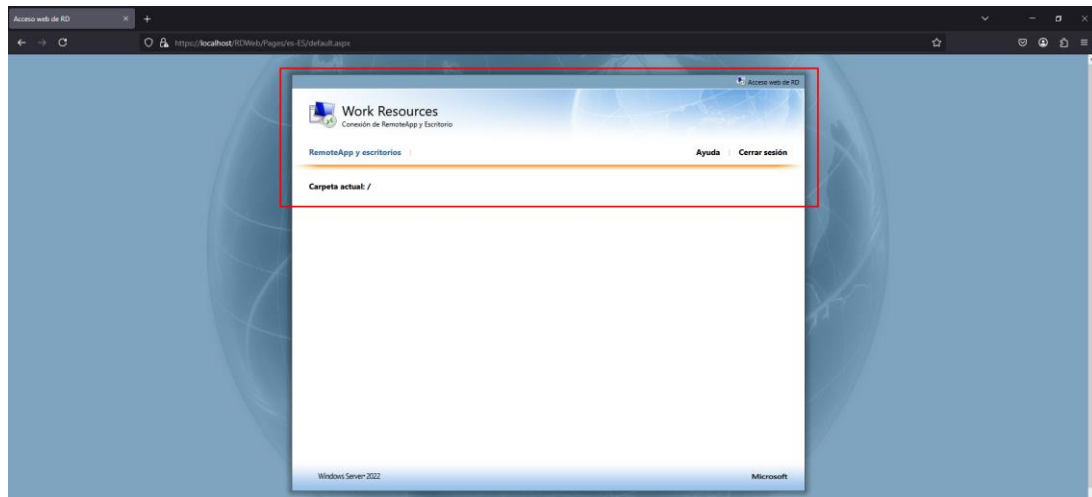 Acceso web de RD
https://localhost/RDWeb/Pages/es-ES/default.aspx
Acceso web de RD
Work Resources
Conexión de RemoteApp y Escritorio
RemoteApp y escritorios
Ayuda
Cerrar sesión
Carpeta actual: /
Windows Server 2022
Microsoft